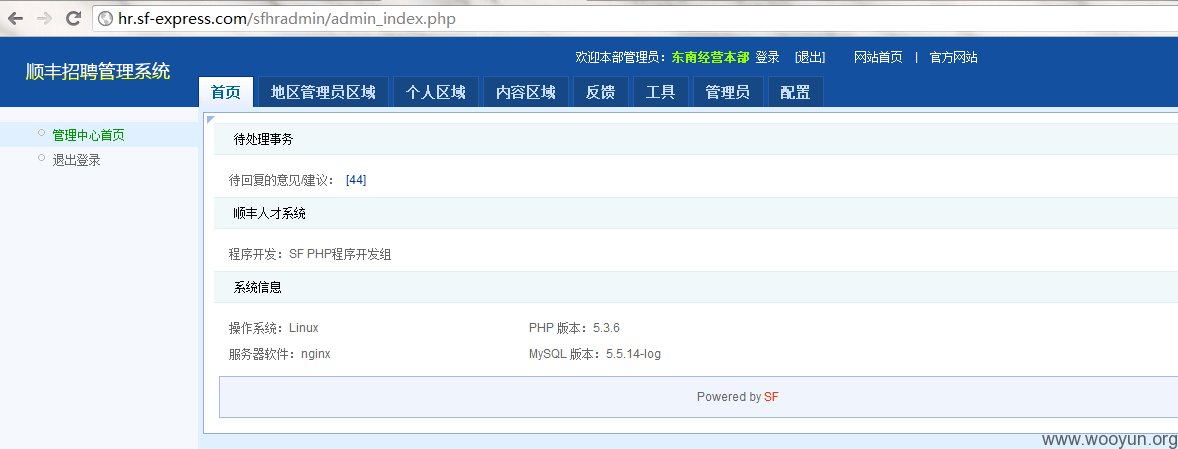 hr.sf-express.com/sfhradmin/admin_index.php
欢迎本部管理员：东南经营本部 登录 [退出] 网站首页 | 官方网站
顺丰招聘管理系统
首页 地区管理员区域 个人区域 内容区域 反馈 工具 管理员 配置
管理中心首页
退出登录
待处理事务
待回复的意见/建议： [44]
顺丰人才系统
程序开发：SF PHP程序开发组
系统信息
操作系统：Linux PHP 版本：5.3.6
服务器软件：nginx MySQL 版本：5.5.14-log
Powered by SF
www.wooyun.org